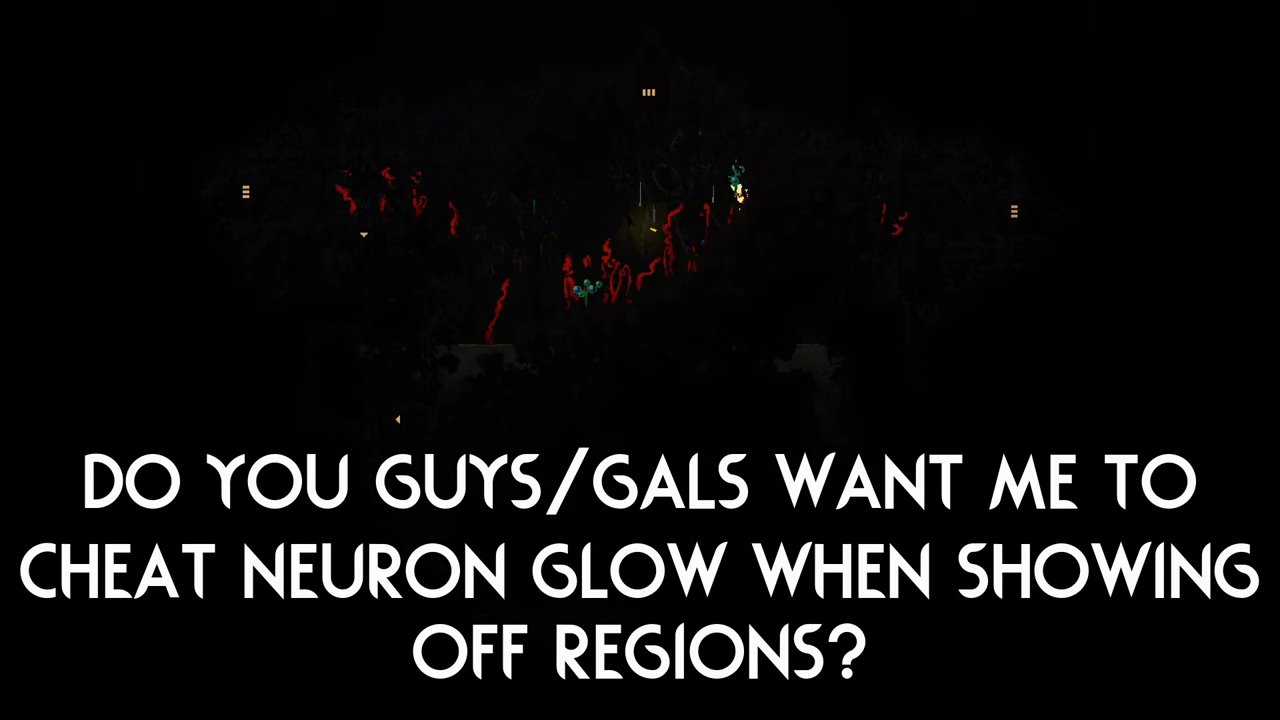 DO YOU GUYS/GALS WANT ME TO
CHEAT NEURON GLOW WHEN SHOWING
OFF REGIONS?